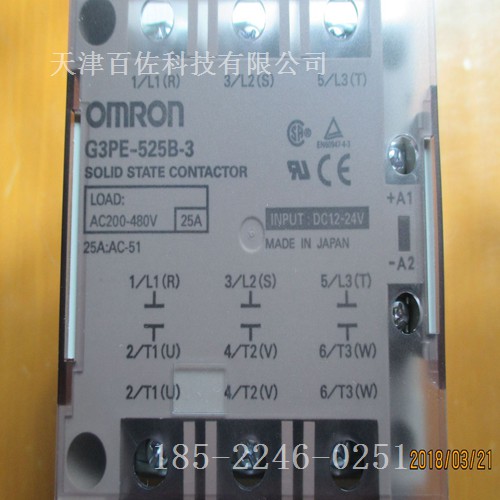 天津百佐科技有限公司
1/L1(R) 3/L2(S) 5/L3(T)
OMRON
G3PE-525B-3
SOLID STATE CONTACTOR
LOAD:
AC200-480V 25A
25A:AC-51
INPUT : DC12-24V
MADE IN JAPAN
+A1
-A2
1/L1(R) 3/L2(S) 5/L3(T)
2/T1(U) 4/T2(V) 6/T3(W)
2/T1(U) 4/T2(V) 6/T3(W)
185-2246-0251
2018/03/21